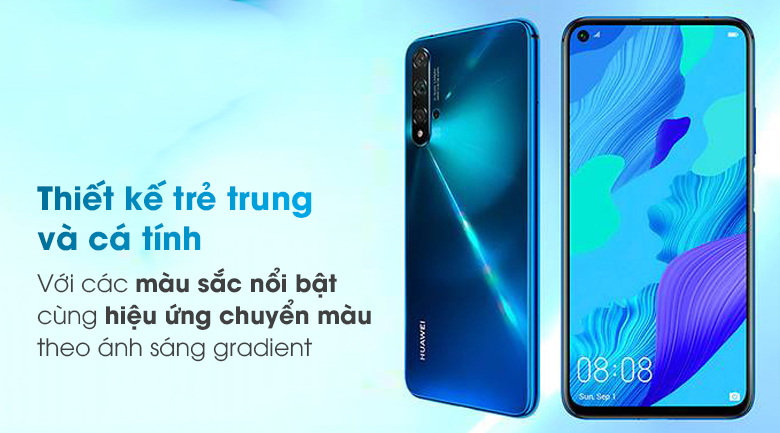 Thiết kế trẻ trung
và cá tính
Với các màu sắc nổi bật
cùng hiệu ứng chuyển màu
theo ánh sáng gradient
HUAWEI
08:08
Sun, Sep 1